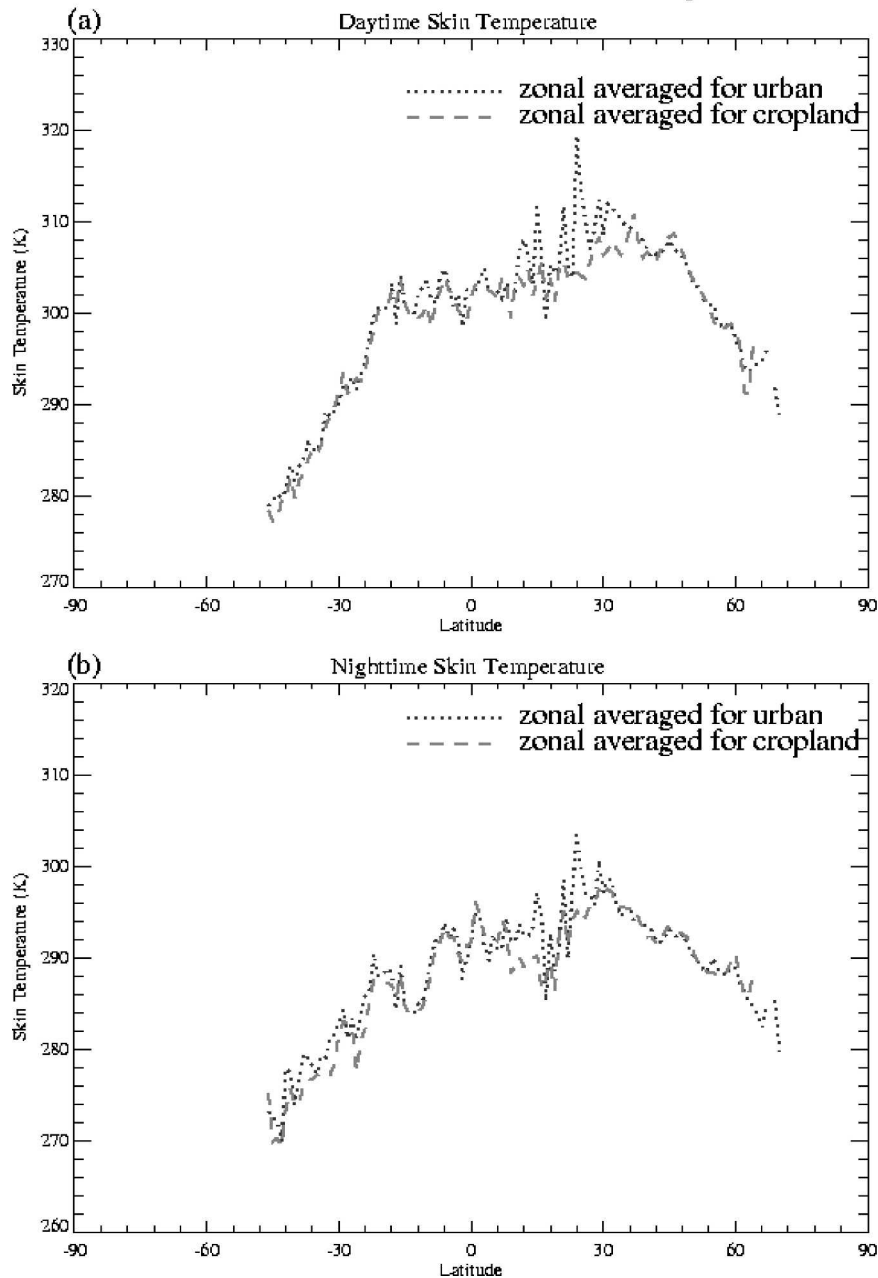 (a) Daytime Skin Temperature
330
320
310
300
290
280
270
zonal averaged for urban
zonal averaged for cropland
Skin Temperature (K)
-90 -60 -30 0 30 60 90
Latitude
(b) Nighttime Skin Temperature
320
310
300
290
280
270
260
zonal averaged for urban
zonal averaged for cropland
Skin Temperature (K)
-90 -60 -30 0 30 60 90
Latitude